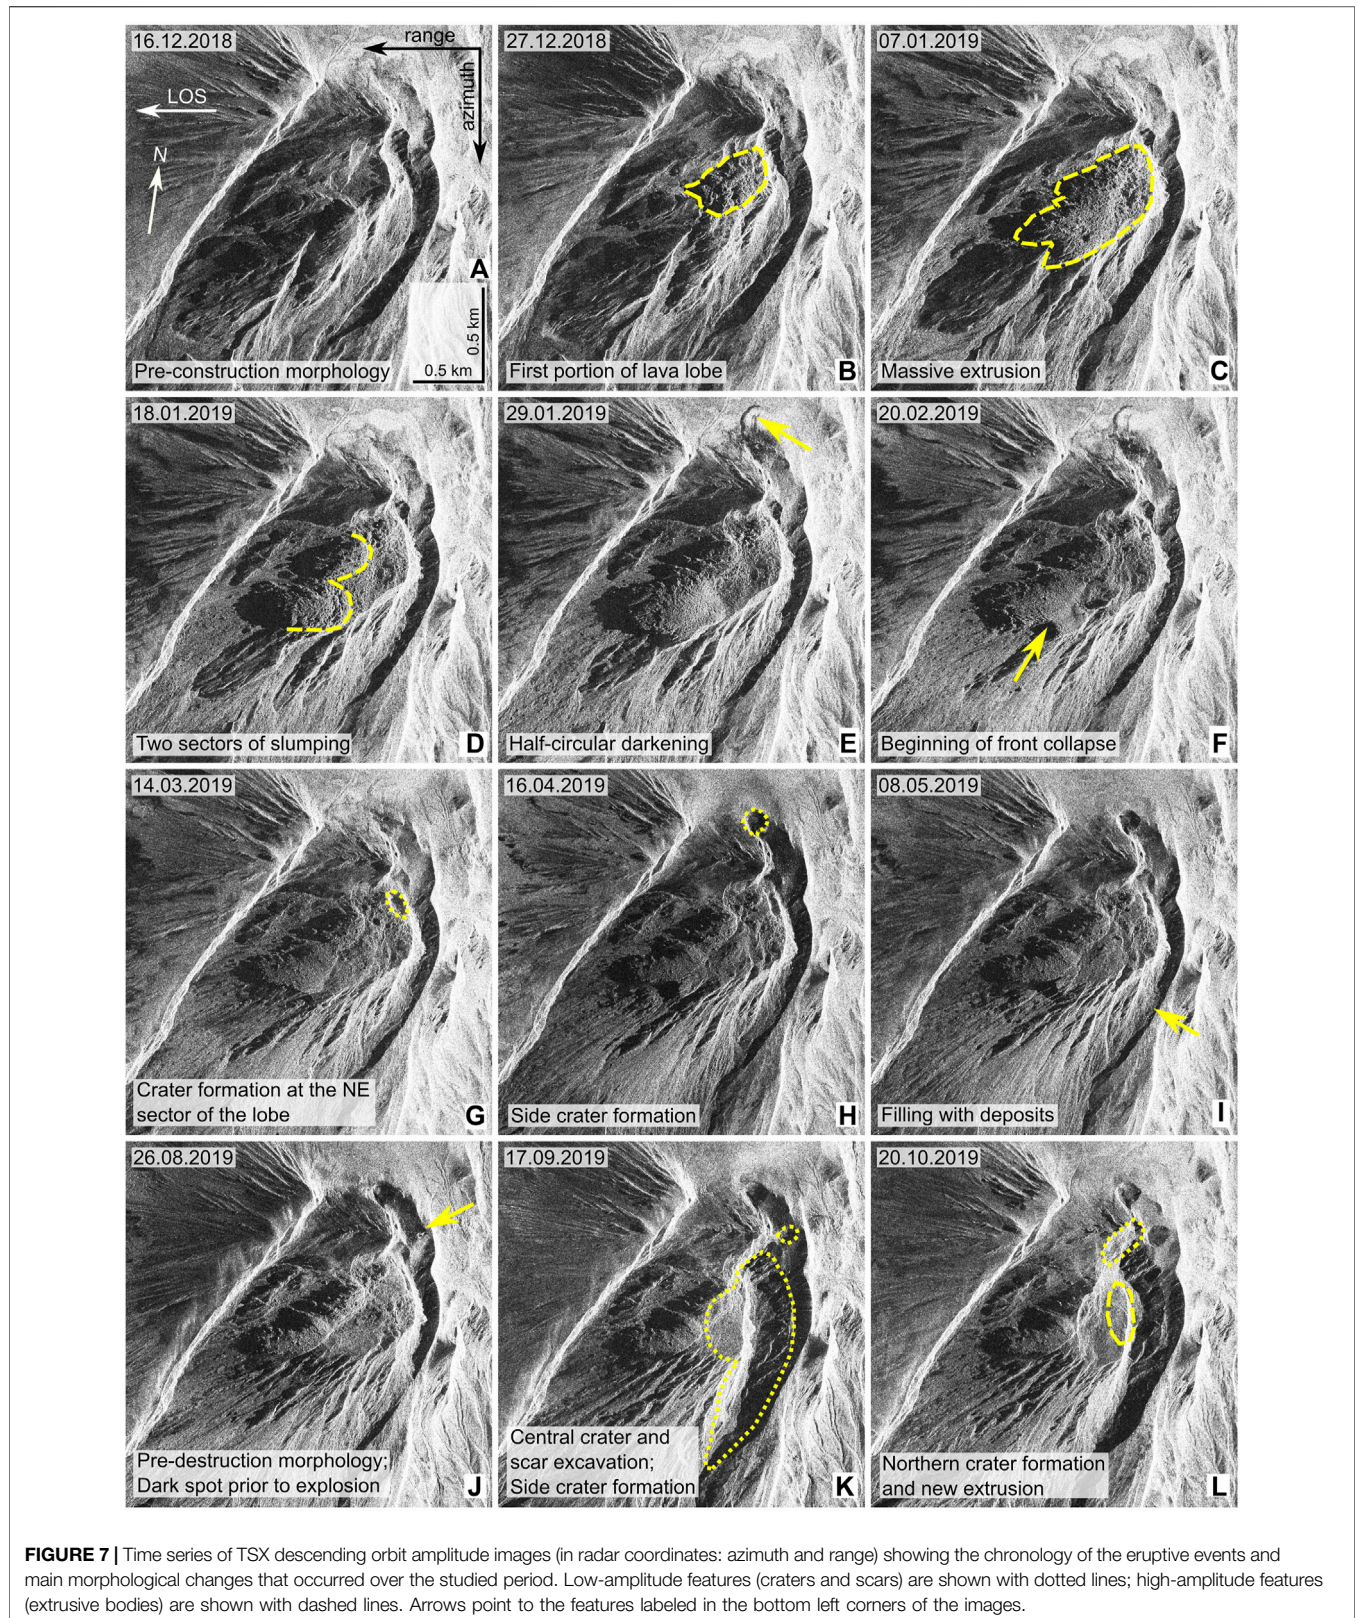 16.12.2018
range
azimuth
LOS
N
A
0.5 km
0.5 km
Pre-construction morphology
27.12.2018
First portion of lava lobe
B
07.01.2019
Massive extrusion
C
18.01.2019
Two sectors of slumping
D
29.01.2019
Half-circular darkening
E
20.02.2019
Beginning of front collapse
F
14.03.2019
Crater formation at the NE
sector of the lobe
G
16.04.2019
Side crater formation
H
08.05.2019
Filling with deposits
I
26.08.2019
Pre-destruction morphology;
Dark spot prior to explosion
J
17.09.2019
Central crater and
scar excavation;
Side crater formation
K
20.10.2019
Northern crater formation
and new extrusion
L
FIGURE 7 | Time series of TSX descending orbit amplitude images (in radar coordinates: azimuth and range) showing the chronology of the eruptive events and
main morphological changes that occurred over the studied period. Low-amplitude features (craters and scars) are shown with dotted lines; high-amplitude features
(extrusive bodies) are shown with dashed lines. Arrows point to the features labeled in the bottom left corners of the images.